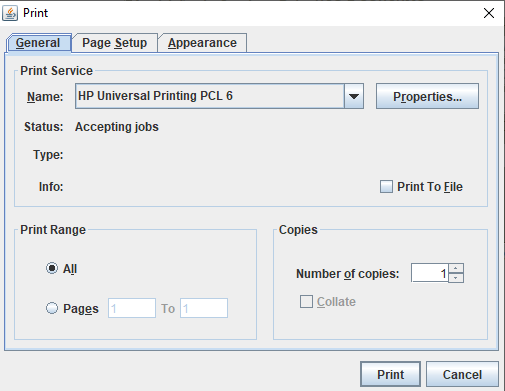 Print
General Page Setup Appearance
Print Service
Name: HP Universal Printing PCL 6 Properties...
Status: Accepting jobs
Type:
Info: Print To File
Print Range
All
Pages 1 To 1
Copies
Number of copies: 1
Collate
Print Cancel